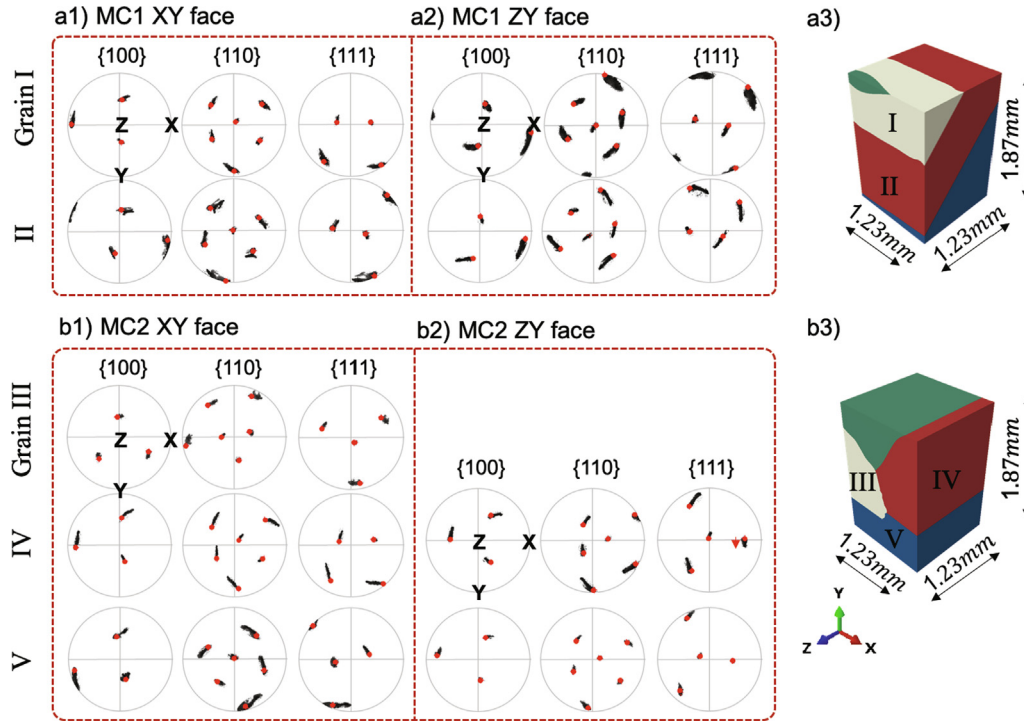 a1) MC1 XY face
a2) MC1 ZY face
a3)
{100} {110} {111} {100} {110} {111}
Grain I
Z X Z X
Y Y
II
I
II
1.87mm
1.23mm 1.23mm
b1) MC2 XY face
b2) MC2 ZY face
b3)
{100} {110} {111}
Grain III
Z X
Y
{100} {110} {111}
IV
Z X
Y
V
III IV
V
1.87mm
1.23mm 1.23mm
Y
Z X